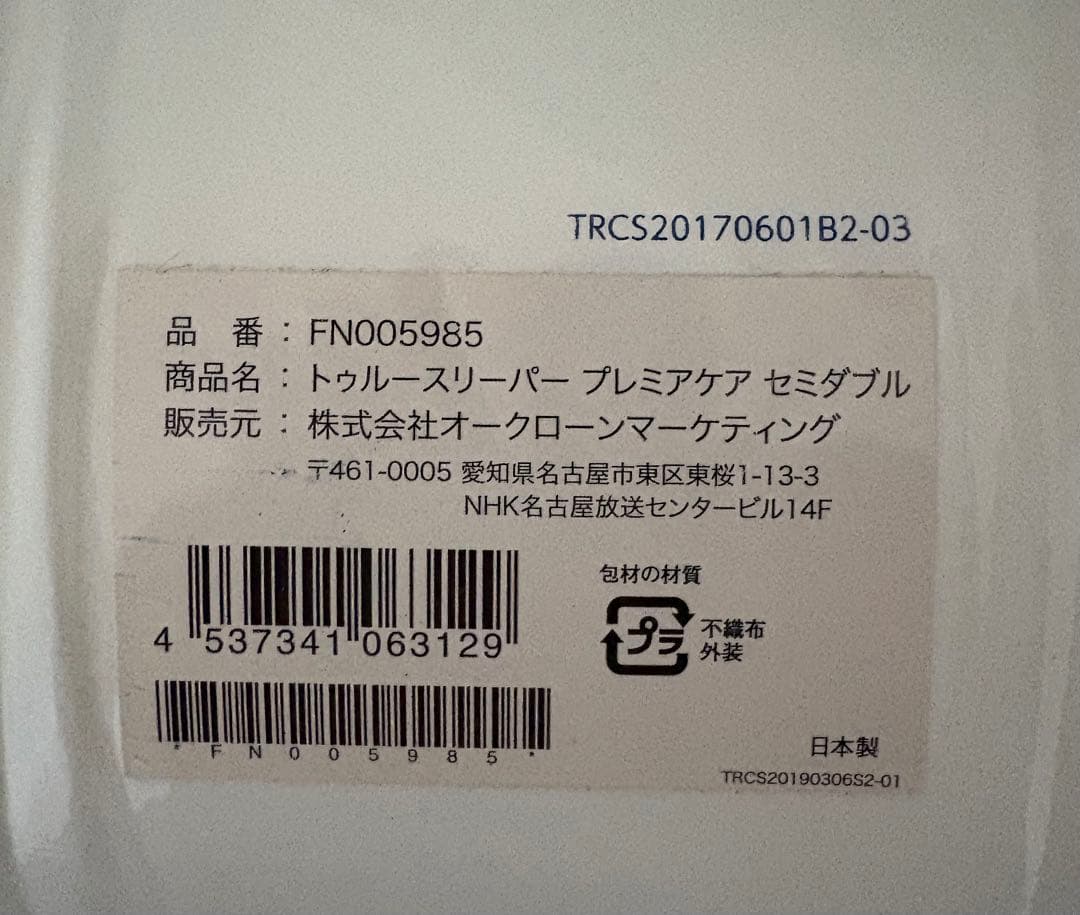 TRCS20170601B2-03
品 番 : FN005985
商品名 : トゥルースリーパー プレミアケア セミダブル
販売元 : 株式会社オークローンマーケティング
〒461-0005 愛知県名古屋市東区東桜1-13-3
NHK名古屋放送センタービル14F
4 537341 063129
*FN005985*
包材の材質
プラ
不織布
外装
日本製
TRCS20190306S2-01